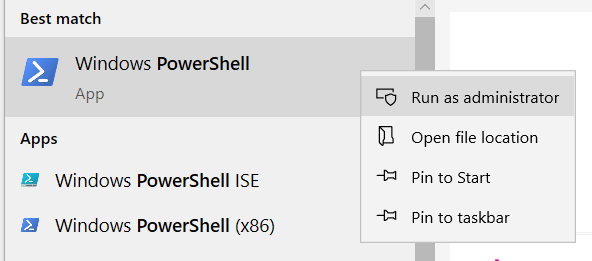 Best match
Windows PowerShell
App
Run as administrator
Open file location
Pin to Start
Pin to taskbar
Apps
Windows PowerShell ISE
Windows PowerShell (x86)